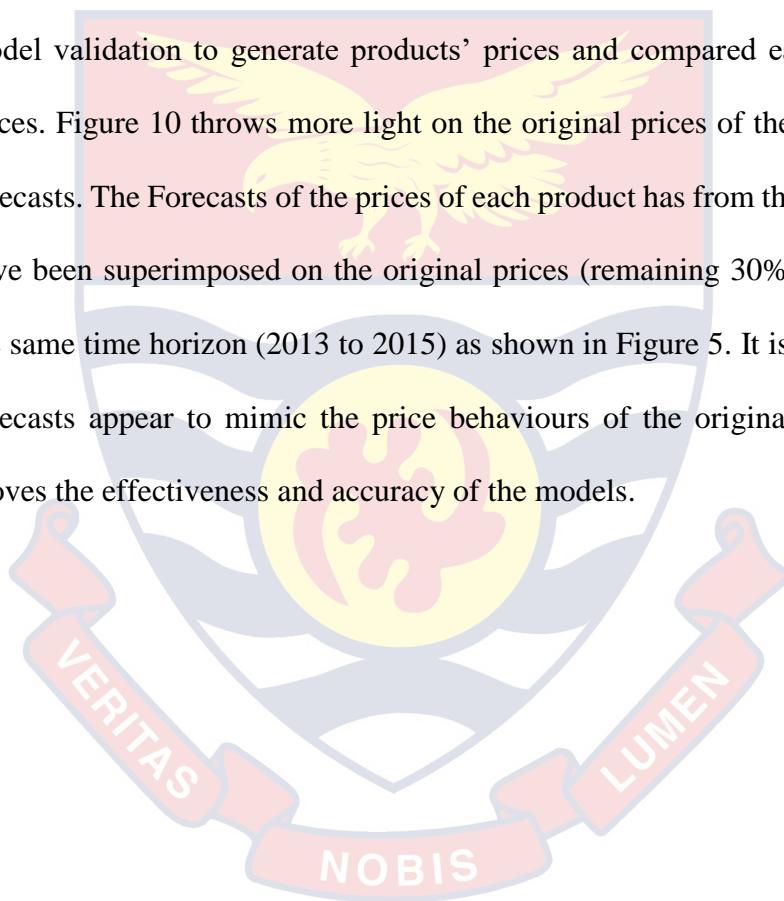 odel validation to generate products’ prices and compared ea
ces. Figure 10 throws more light on the original prices of the
ecasts. The Forecasts of the prices of each product has from th
ve been superimposed on the original prices (remaining 30%
same time horizon (2013 to 2015) as shown in Figure 5. It is
ecasts appear to mimic the price behaviours of the origina
oves the effectiveness and accuracy of the models.
VERITAS
NOBIS
LUMEN